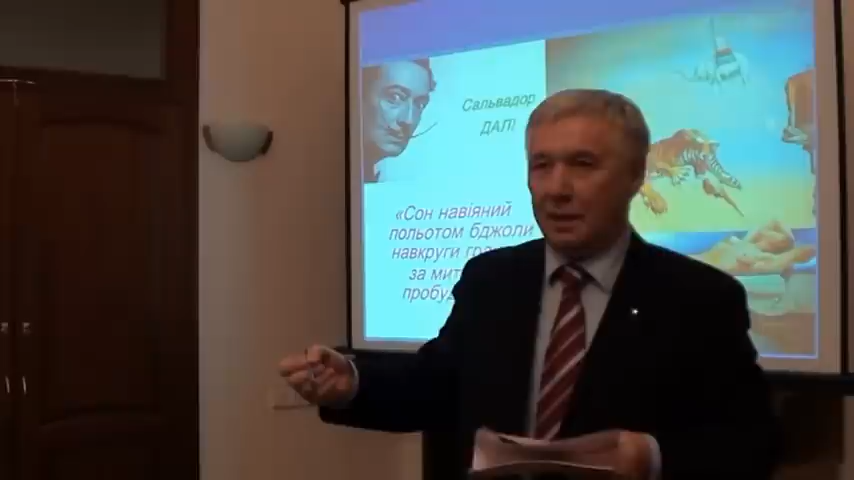 Сальвадор
ДАЛІ
«Сон навіяний
польотом бджоли
навкруги
за